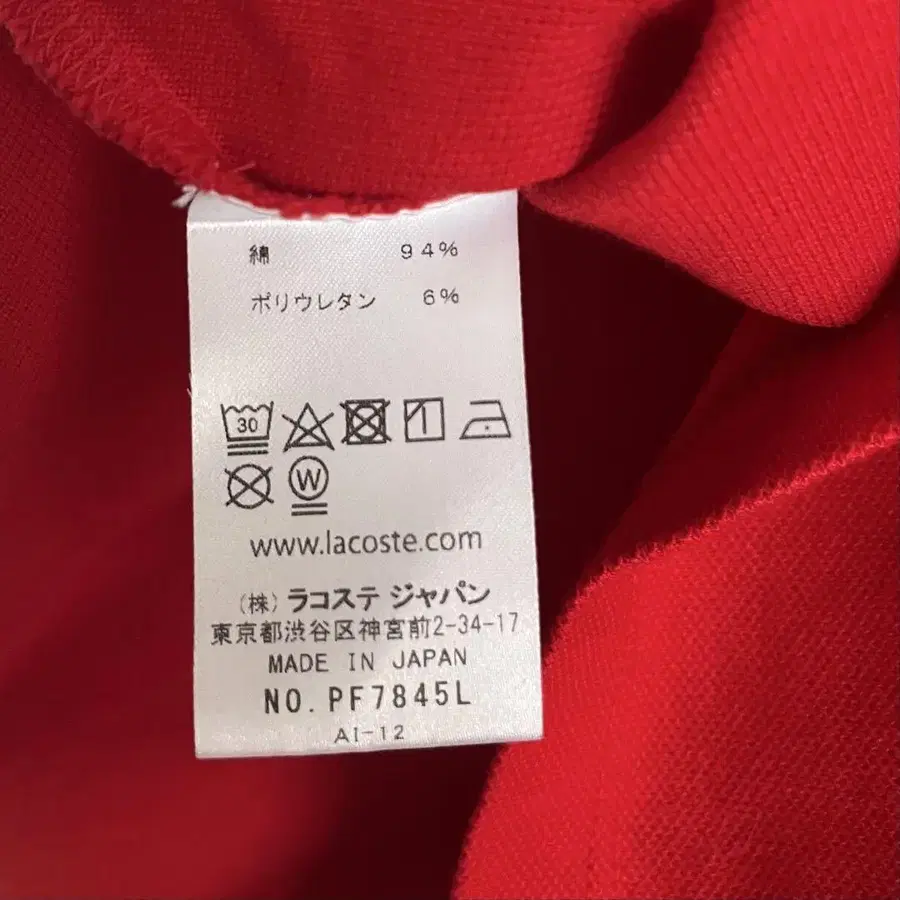 綿 94%
ポリウレタン 6%
30
W
www.lacoste.com
(株) ラコステ ジャパン
東京都渋谷区神宮前2-34-17
MADE IN JAPAN
NO. PF7845L
AI-12